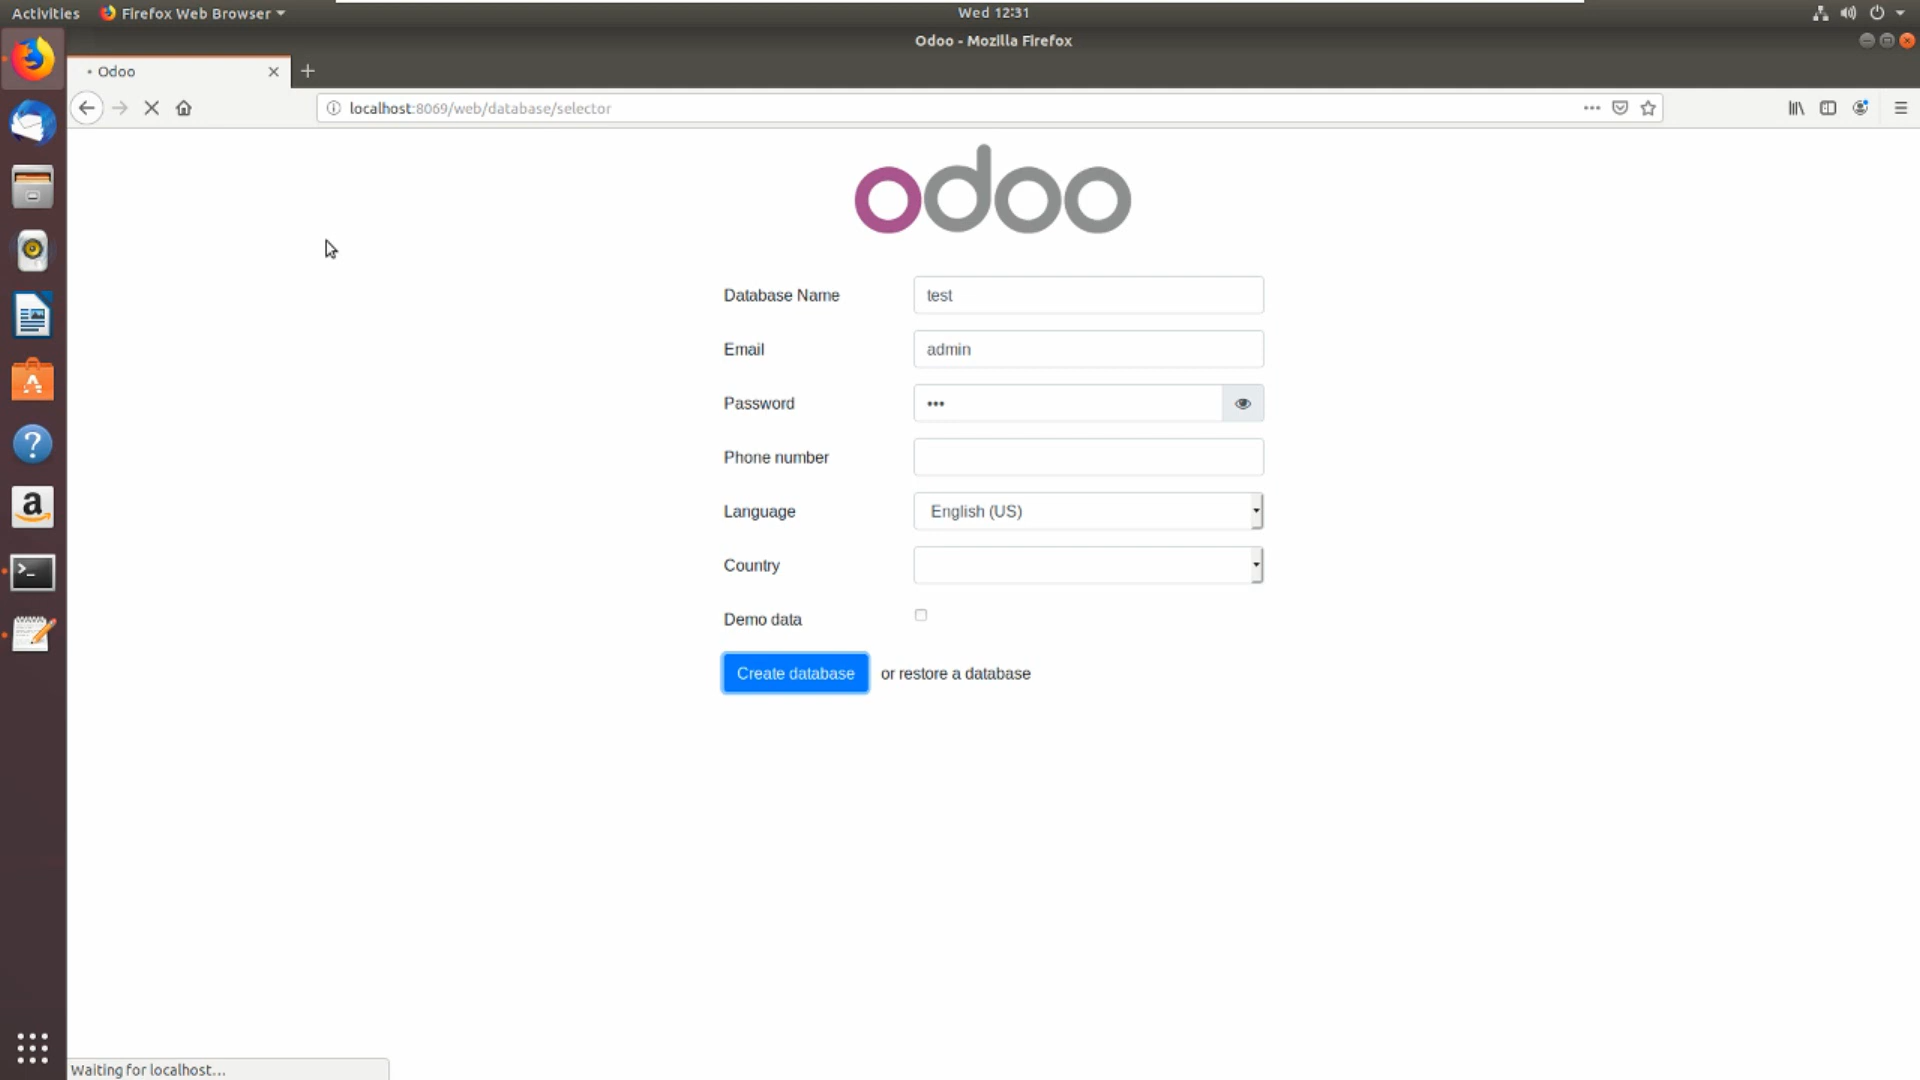 Activities Firefox Web Browser Wed 12:31
Odoo - Mozilla Firefox
• Odoo
localhost:8069/web/database/selector
odoo
Database Name test
Email admin
Password •••
Phone number
Language English (US)
Country
Demo data
Create database or restore a database
Waiting for localhost...